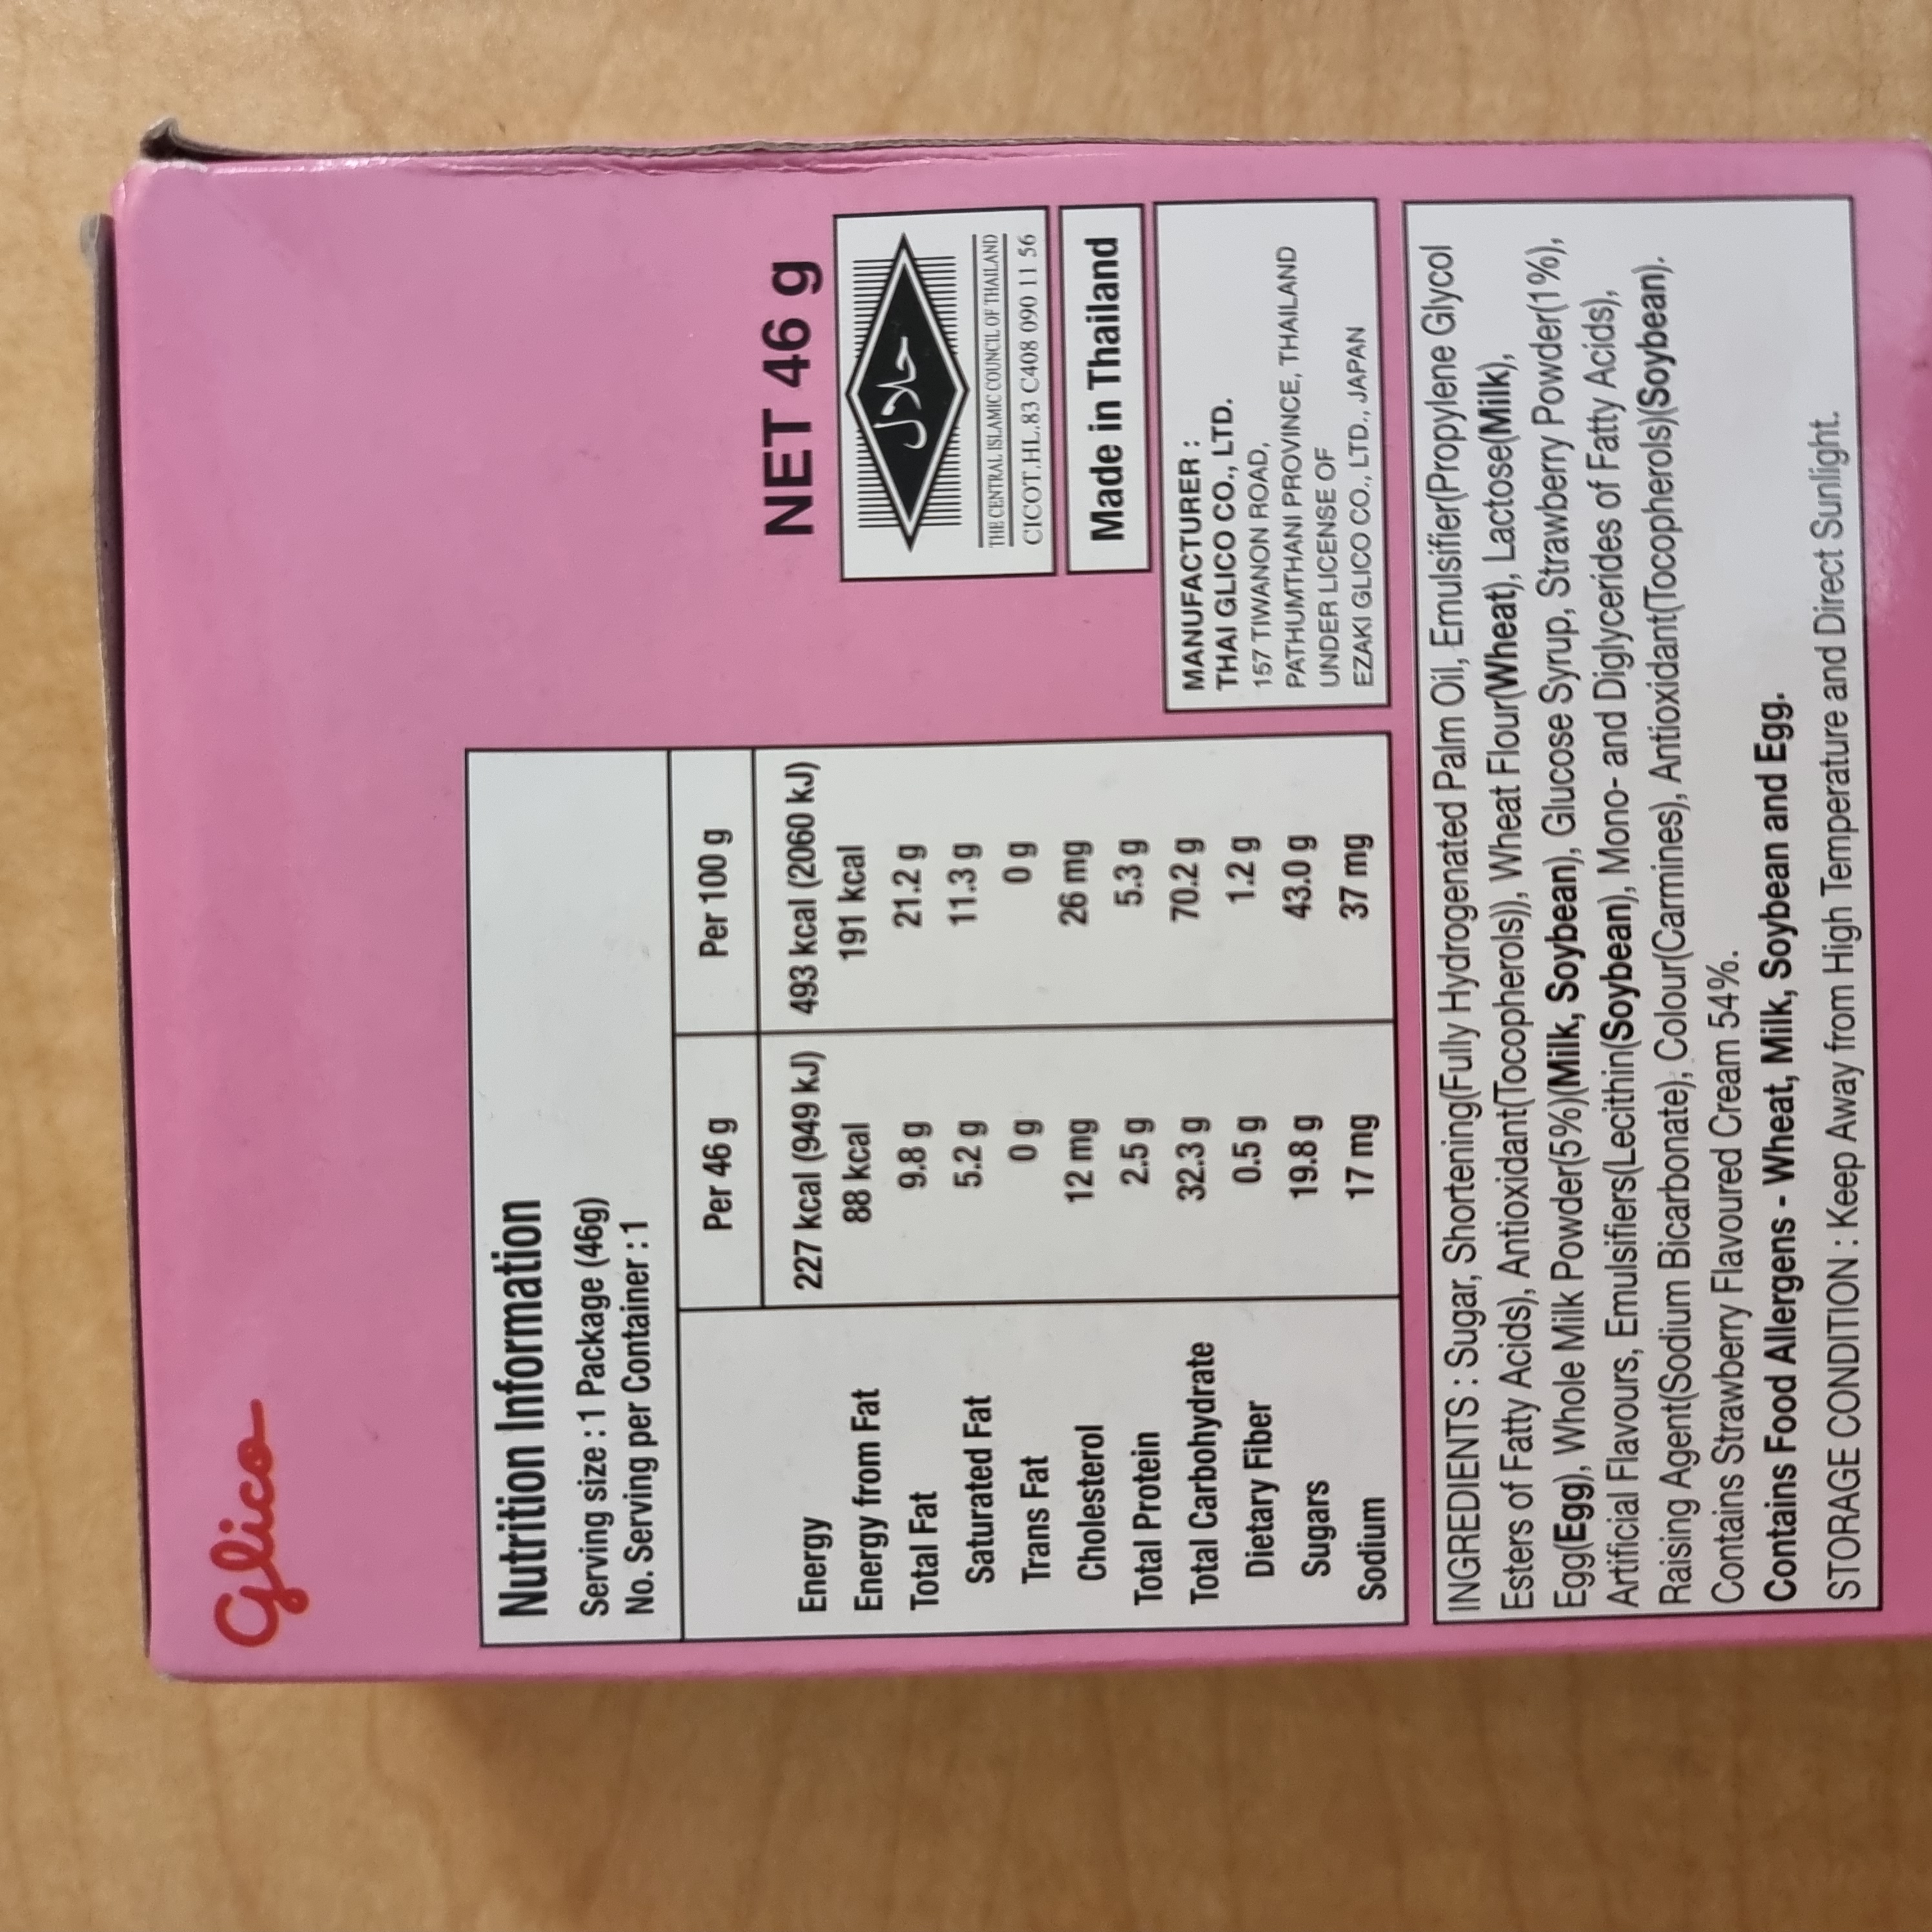 Glico
Nutrition Information
Serving size : 1 Package (46g)
No. Serving per Container : 1
Per 46 g Per 100 g
Energy 227 kcal (949 kJ) 493 kcal (2060 kJ)
Energy from Fat 88 kcal 191 kcal
Total Fat 9.8 g 21.2 g
Saturated Fat 5.2 g 11.3 g
Trans Fat 0 g 0 g
Cholesterol 12 mg 26 mg
Total Protein 2.5 g 5.3 g
Total Carbohydrate 32.3 g 70.2 g
Dietary Fiber 0.5 g 1.2 g
Sugars 19.8 g 43.0 g
Sodium 17 mg 37 mg
NET 46 g
حلال
THE CENTRAL ISLAMIC COUNCIL OF THAILAND
CICOT.HL.83 C408 090 11 56
Made in Thailand
MANUFACTURER :
THAI GLICO CO., LTD.
157 TIWANON ROAD,
PATHUMTHANI PROVINCE, THAILAND
UNDER LICENSE OF
EZAKI GLICO CO., LTD., JAPAN
INGREDIENTS : Sugar, Shortening(Fully Hydrogenated Palm Oil, Emulsifier(Propylene Glycol
Esters of Fatty Acids), Antioxidant(Tocopherols)), Wheat Flour(Wheat), Lactose(Milk),
Egg(Egg), Whole Milk Powder(5%)(Milk, Soybean), Glucose Syrup, Strawberry Powder(1%),
Artificial Flavours, Emulsifiers(Lecithin(Soybean), Mono- and Diglycerides of Fatty Acids),
Raising Agent(Sodium Bicarbonate), Colour(Carmines), Antioxidant(Tocopherols)(Soybean).
Contains Strawberry Flavoured Cream 54%.
Contains Food Allergens - Wheat, Milk, Soybean and Egg.
STORAGE CONDITION : Keep Away from High Temperature and Direct Sunlight.